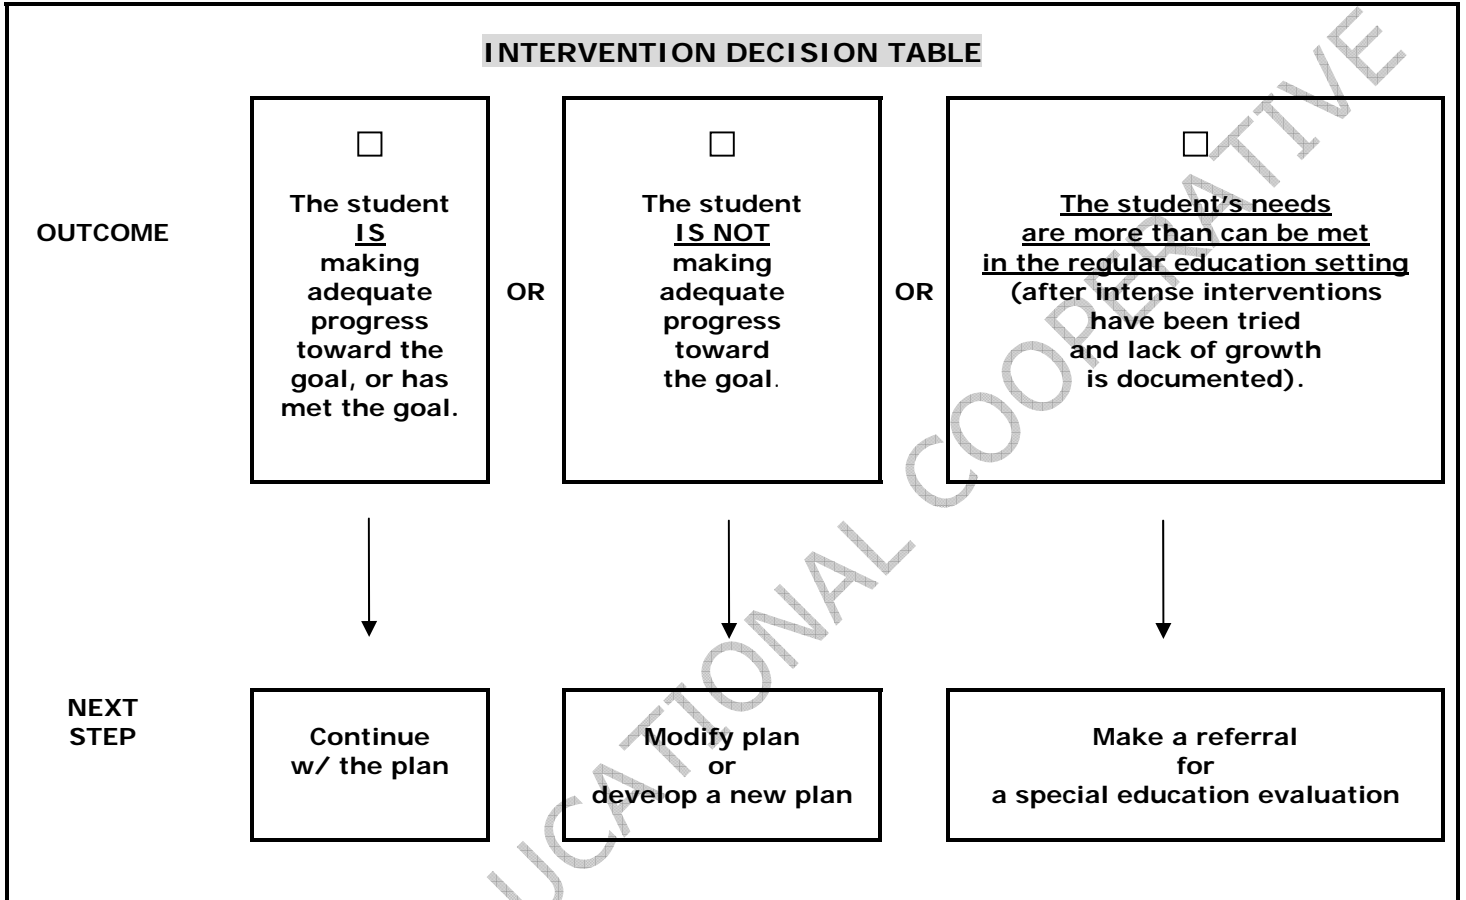 INTERVENTION DECISION TABLE
OUTCOME
☐
The student
IS
making
adequate
progress
toward the
goal, or has
met the goal.
OR
☐
The student
IS NOT
making
adequate
progress
toward
the goal.
OR
☐
The student's needs
are more than can be met
in the regular education setting
(after intense interventions
have been tried
and lack of growth
is documented).
NEXT
STEP
Continue
w/ the plan
Modify plan
or
develop a new plan
Make a referral
for
a special education evaluation
UCATIONAL COOPERATIVE